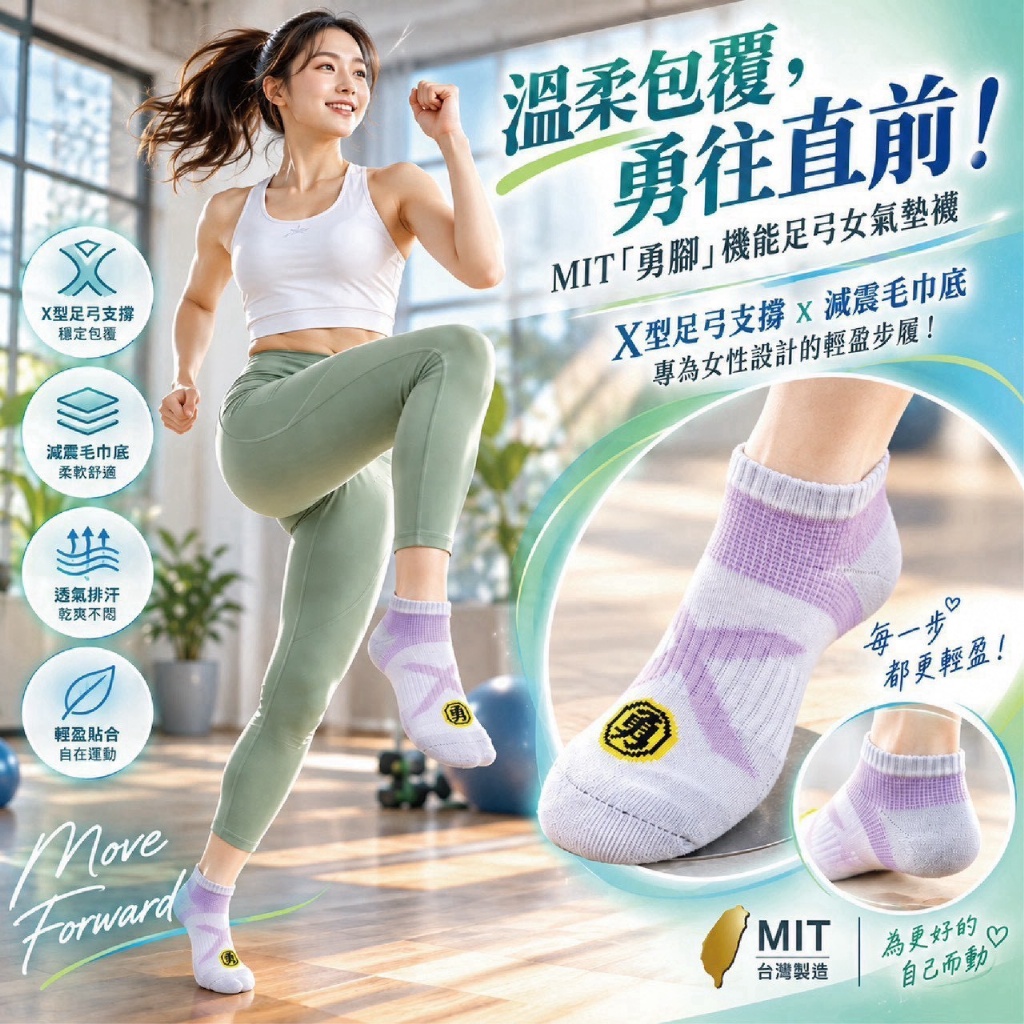 溫柔包覆，
勇往直前！
MIT「勇腳」機能足弓女氣墊襪
X型足弓支撐 x 減震毛巾底
專為女性設計的輕盈步履！
X型足弓支撐
穩定包覆
減震毛巾底
柔軟舒適
透氣排汗
乾爽不悶
輕盈貼合
自在運動
Move
Forward
勇
勇
勇
每一步
都更輕盈！
MIT
台灣製造
為更好的
自己而動